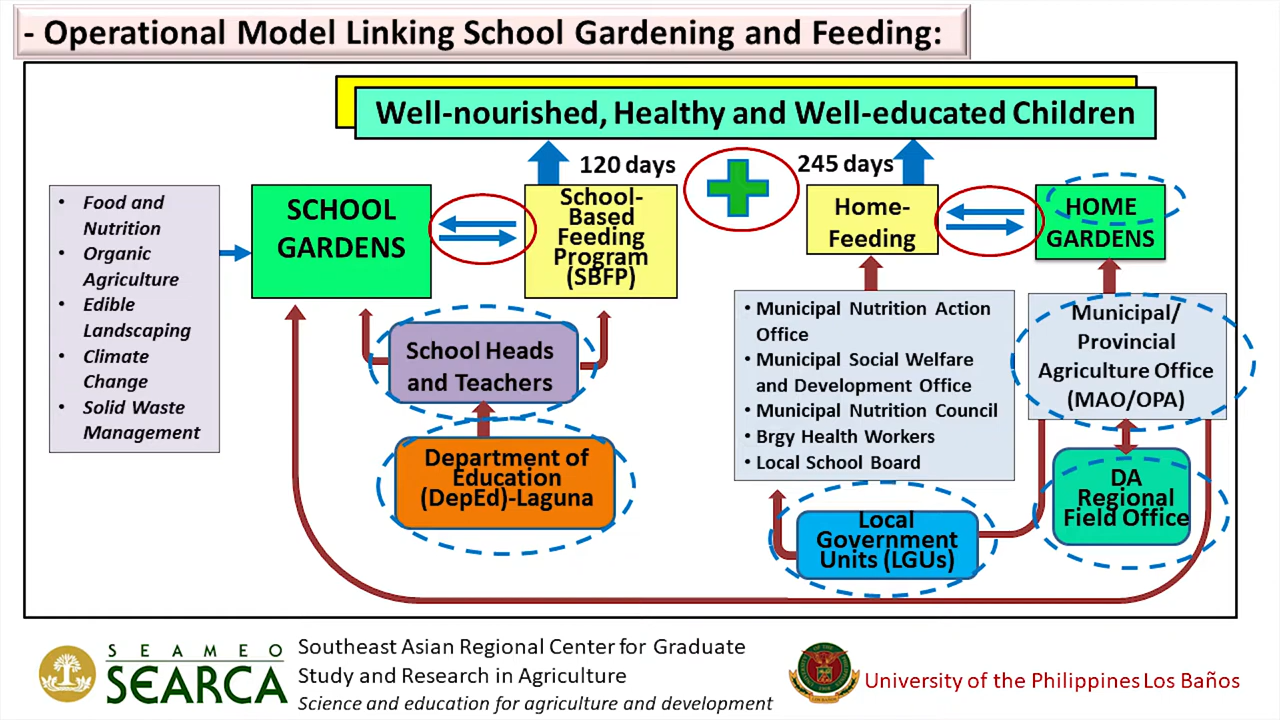 - Operational Model Linking School Gardening and Feeding:
Well-nourished, Healthy and Well-educated Children
120 days
245 days
• Food and
Nutrition
• Organic
Agriculture
• Edible
Landscaping
• Climate
Change
• Solid Waste
Management
SCHOOL
GARDENS
School-
Based
Feeding
Program
(SBFP)
Home-
Feeding
HOME
GARDENS
School Heads
and Teachers
Department of
Education
(DepEd)-Laguna
• Municipal Nutrition Action
Office
• Municipal Social Welfare
and Development Office
• Municipal Nutrition Council
• Brgy Health Workers
• Local School Board
Municipal/
Provincial
Agriculture Office
(MAO/OPA)
Local
Government
Units (LGUs)
DA
Regional
Field Office
SEAMEO
SEARCA
Southeast Asian Regional Center for Graduate
Study and Research in Agriculture
Science and education for agriculture and development
University of the Philippines Los Baños